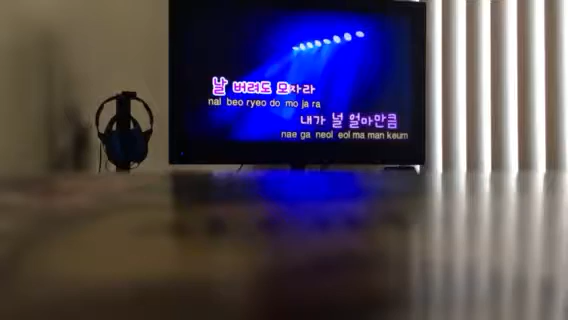 날 버려도 모자라
nal beo ryeo do mo ja ra
내가 널 얼마만큼
nae ga neol eol ma man keum